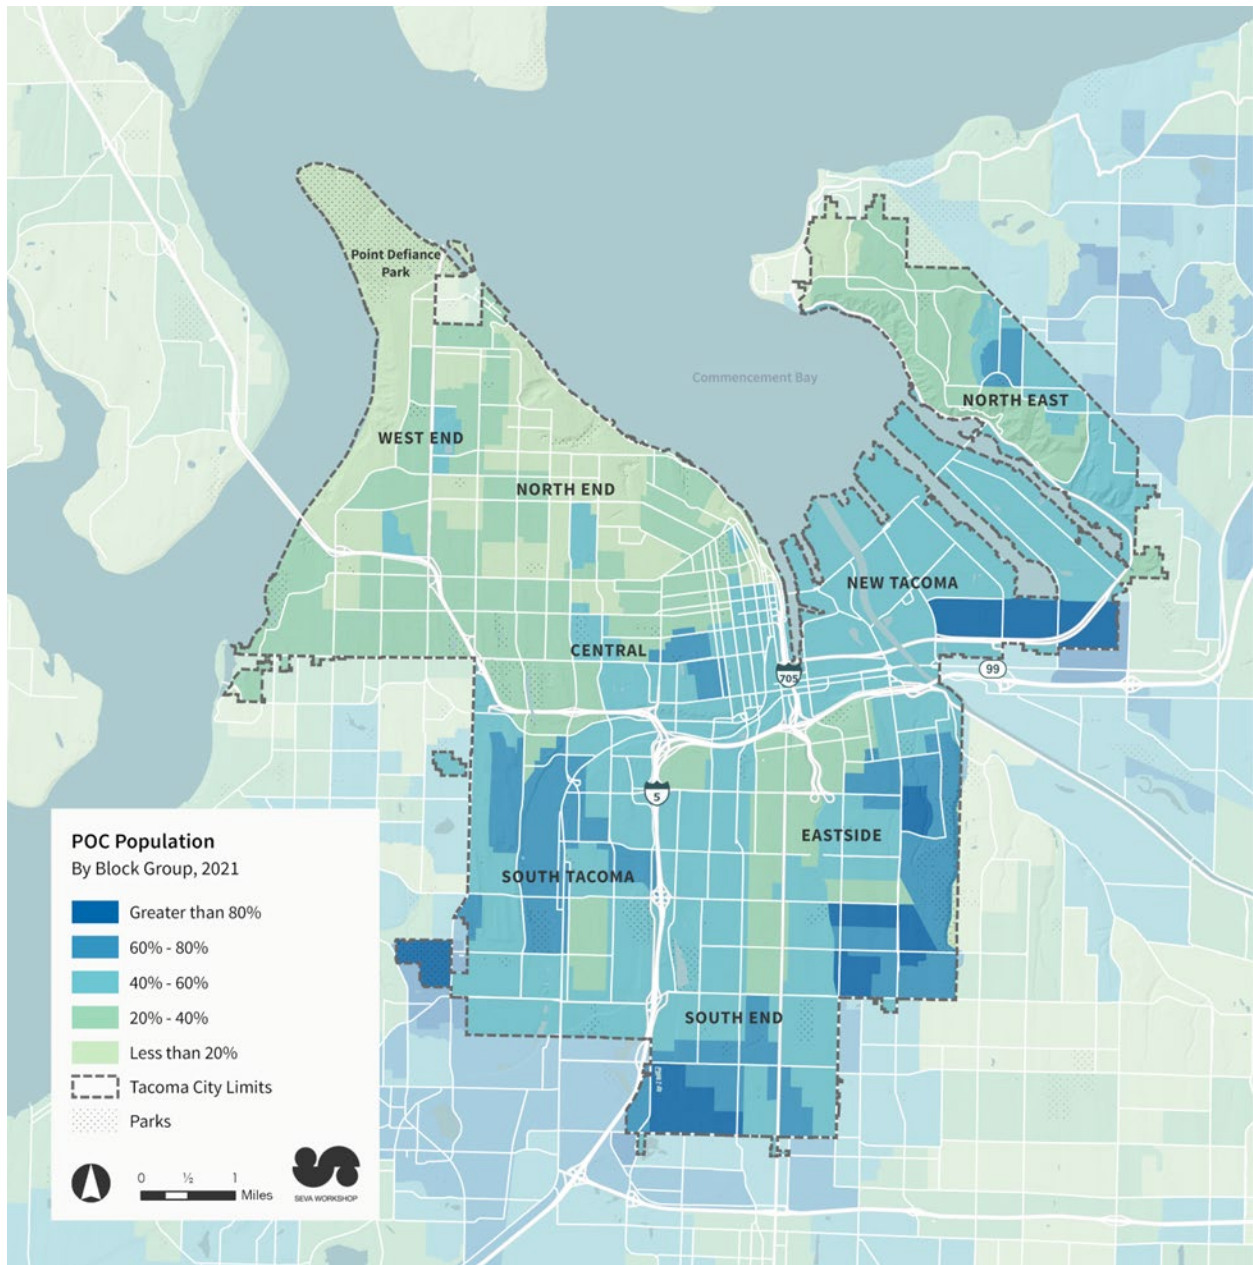 Point Defiance
Park
Commencement Bay
NORTH EAST
WEST END
NORTH END
NEW TACOMA
CENTRAL
705
99
5
EASTSIDE
SOUTH TACOMA
SOUTH END
POC Population
By Block Group, 2021
Greater than 80%
60% - 80%
40% - 60%
20% - 40%
Less than 20%
Tacoma City Limits
Parks
0 ½ 1
Miles
SEVA WORKSHOP